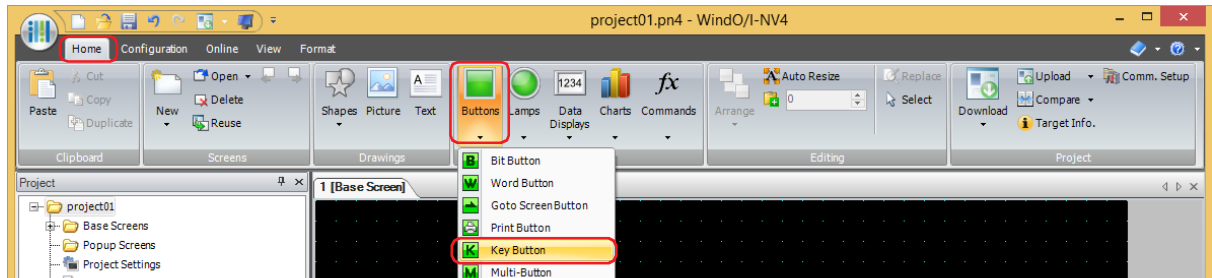 project01.pn4 - WindO/I-NV4
Home Configuration Online View Format
Paste
Cut
Copy
Duplicate
Clipboard
New
Open
Delete
Reuse
Screens
Shapes Picture Text
Drawings
Buttons Lamps Data Displays Charts Commands
Arrange
Auto Resize
0
Replace
Select
Editing
Download
Upload
Compare
Target Info.
Comm. Setup
Project
Project
project01
Base Screens
Popup Screens
Project Settings
1 [Base Screen]
B Bit Button
W Word Button
Goto Screen Button
Print Button
K Key Button
M Multi-Button